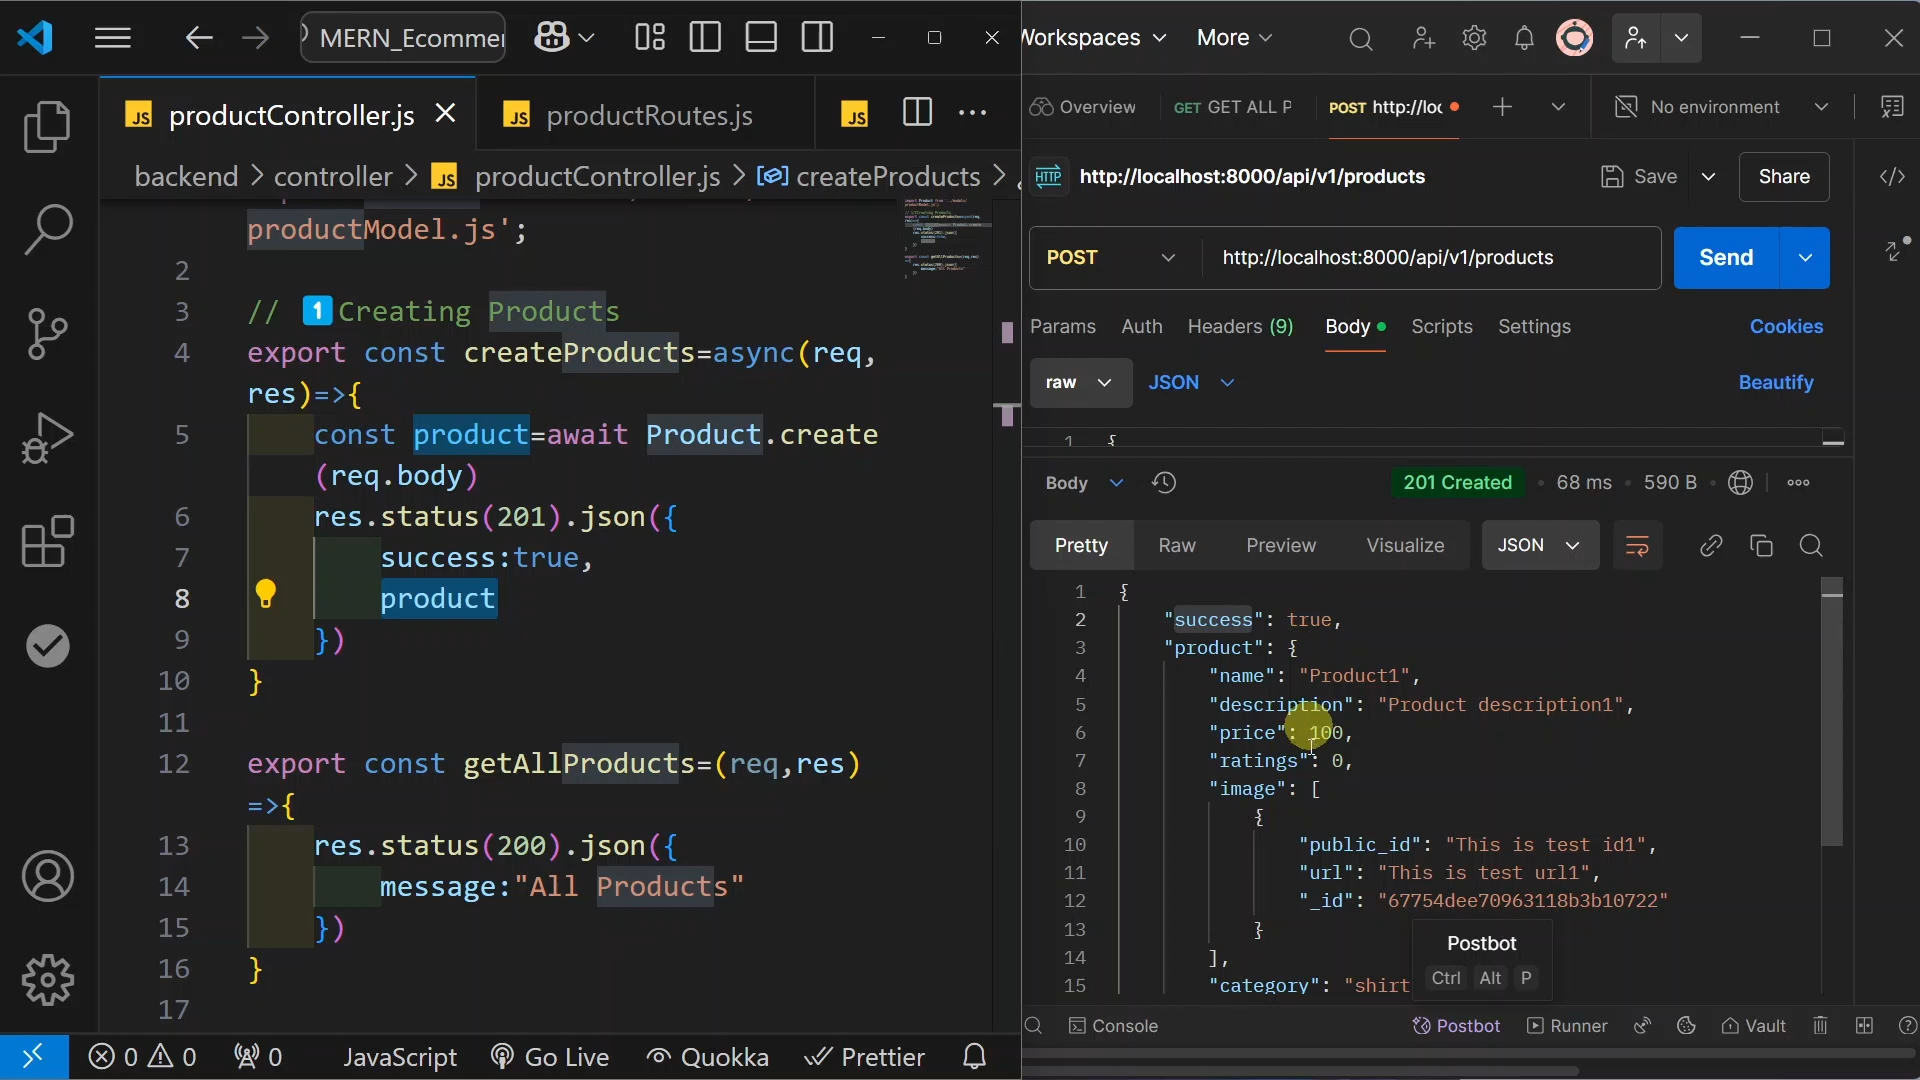 MERN_Ecommer
productController.js
productRoutes.js
backend > controller > JS productController.js > createProducts >
productModel.js';
2
3 // 1 Creating Products
4 export const createProducts=async(req,
res)=>{
5 const product=await Product.create
(req.body)
6 res.status(201).json({
7 success:true,
8 product
9 })
10 }
11
12 export const getAllProducts=(req,res)
=>{
13 res.status(200).json({
14 message:"All Products"
15 })
16 }
17
0 0 0 JavaScript Go Live Quokka Prettier
Workspaces More
Overview GET GET ALL P POST http://loc No environment
HTTP http://localhost:8000/api/v1/products Save Share
POST http://localhost:8000/api/v1/products Send
Params Auth Headers (9) Body Scripts Settings Cookies
raw JSON Beautify
1 {
Body 201 Created • 68 ms • 590 B
Pretty Raw Preview Visualize JSON
1 {
2 "success": true,
3 "product": {
4 "name": "Product1",
5 "description": "Product description1",
6 "price": 100,
7 "ratings": 0,
8 "image": [
9 {
10 "public_id": "This is test id1",
11 "url": "This is test url1",
12 "_id": "67754dee70963118b3b10722"
13 }
14 ],
15 "category": "shirt
Postbot
Ctrl Alt P
Console Postbot Runner Vault